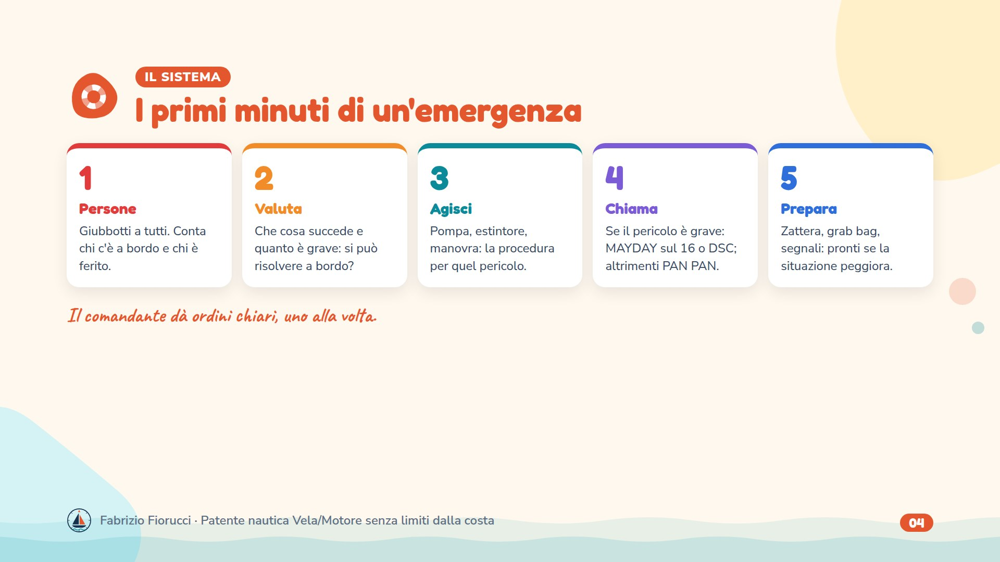 IL SISTEMA
I primi minuti di un'emergenza
1
Persone
Giubbotti a tutti. Conta
chi c'è a bordo e chi è
ferito.
2
Valuta
Che cosa succede e
quanto è grave: si può
risolvere a bordo?
3
Agisci
Pompa, estintore,
manovra: la procedura
per quel pericolo.
4
Chiama
Se il pericolo è grave:
MAYDAY sul 16 o DSC;
altrimenti PAN PAN.
5
Prepara
Zattera, grab bag,
segnali: pronti se la
situazione peggiora.
Il comandante dà ordini chiari, uno alla volta.
Fabrizio Fiorucci · Patente nautica Vela/Motore senza limiti dalla costa
04